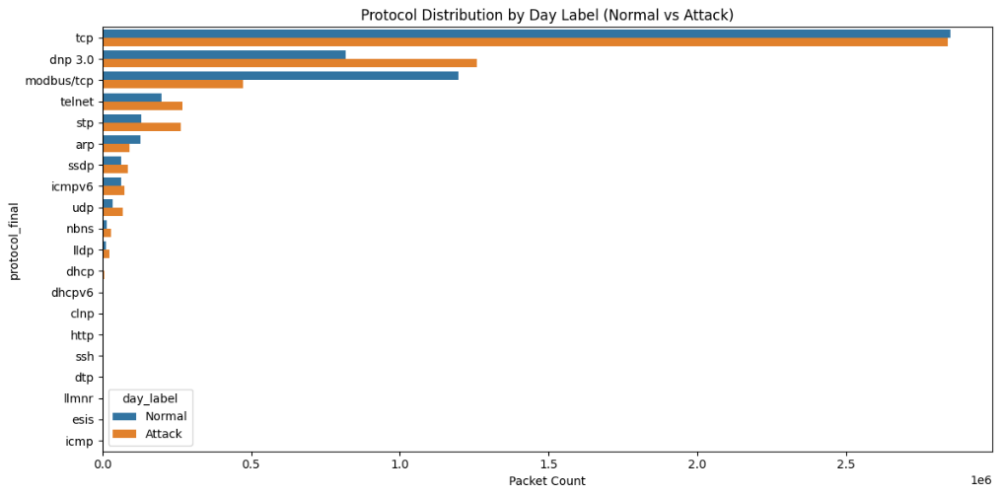 Protocol Distribution by Day Label (Normal vs Attack)
protocol_final
tcp
dnp 3.0
modbus/tcp
telnet
stp
arp
ssdp
icmpv6
udp
nbns
lldp
dhcp
dhcpv6
clnp
http
ssh
dtp
llmnr
esis
icmp
day_label
Normal
Attack
0.0 0.5 1.0 1.5 2.0 2.5
1e6
Packet Count